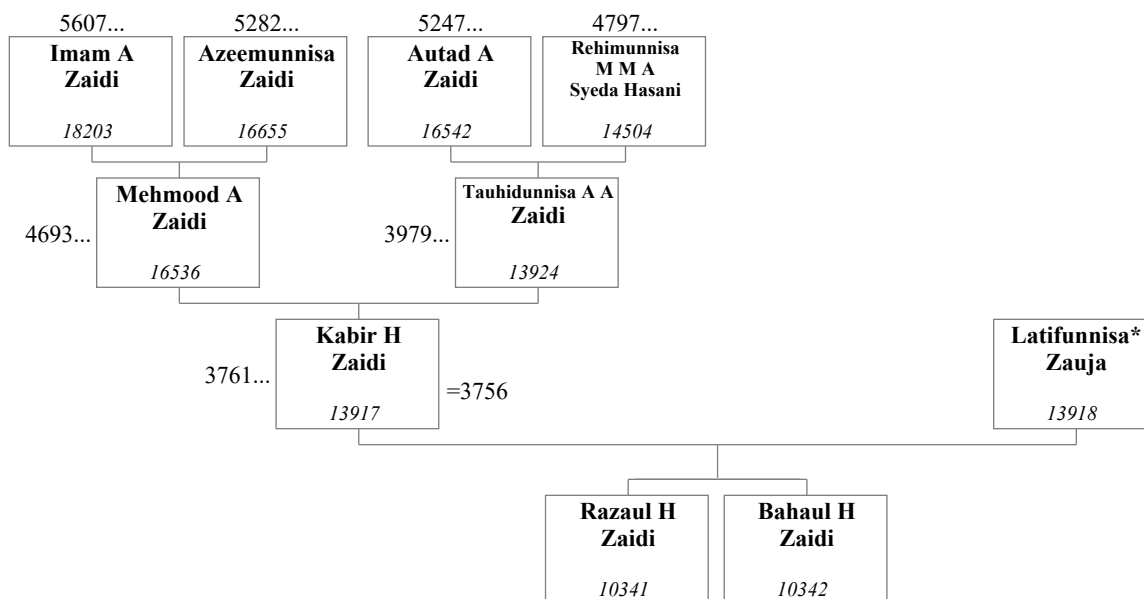 5607...
5282...
5247...
4797...
Imam A
Zaidi
18203
Azeemunnisa
Zaidi
16655
Autad A
Zaidi
16542
Rehimunnisa
M M A
Syeda Hasani
14504
4693...
Mehmood A
Zaidi
16536
3979...
Tauhidunnisa A A
Zaidi
13924
3761...
Kabir H
Zaidi
13917
=3756
Latifunnisa*
Zauja
13918
Razaul H
Zaidi
10341
Bahaul H
Zaidi
10342